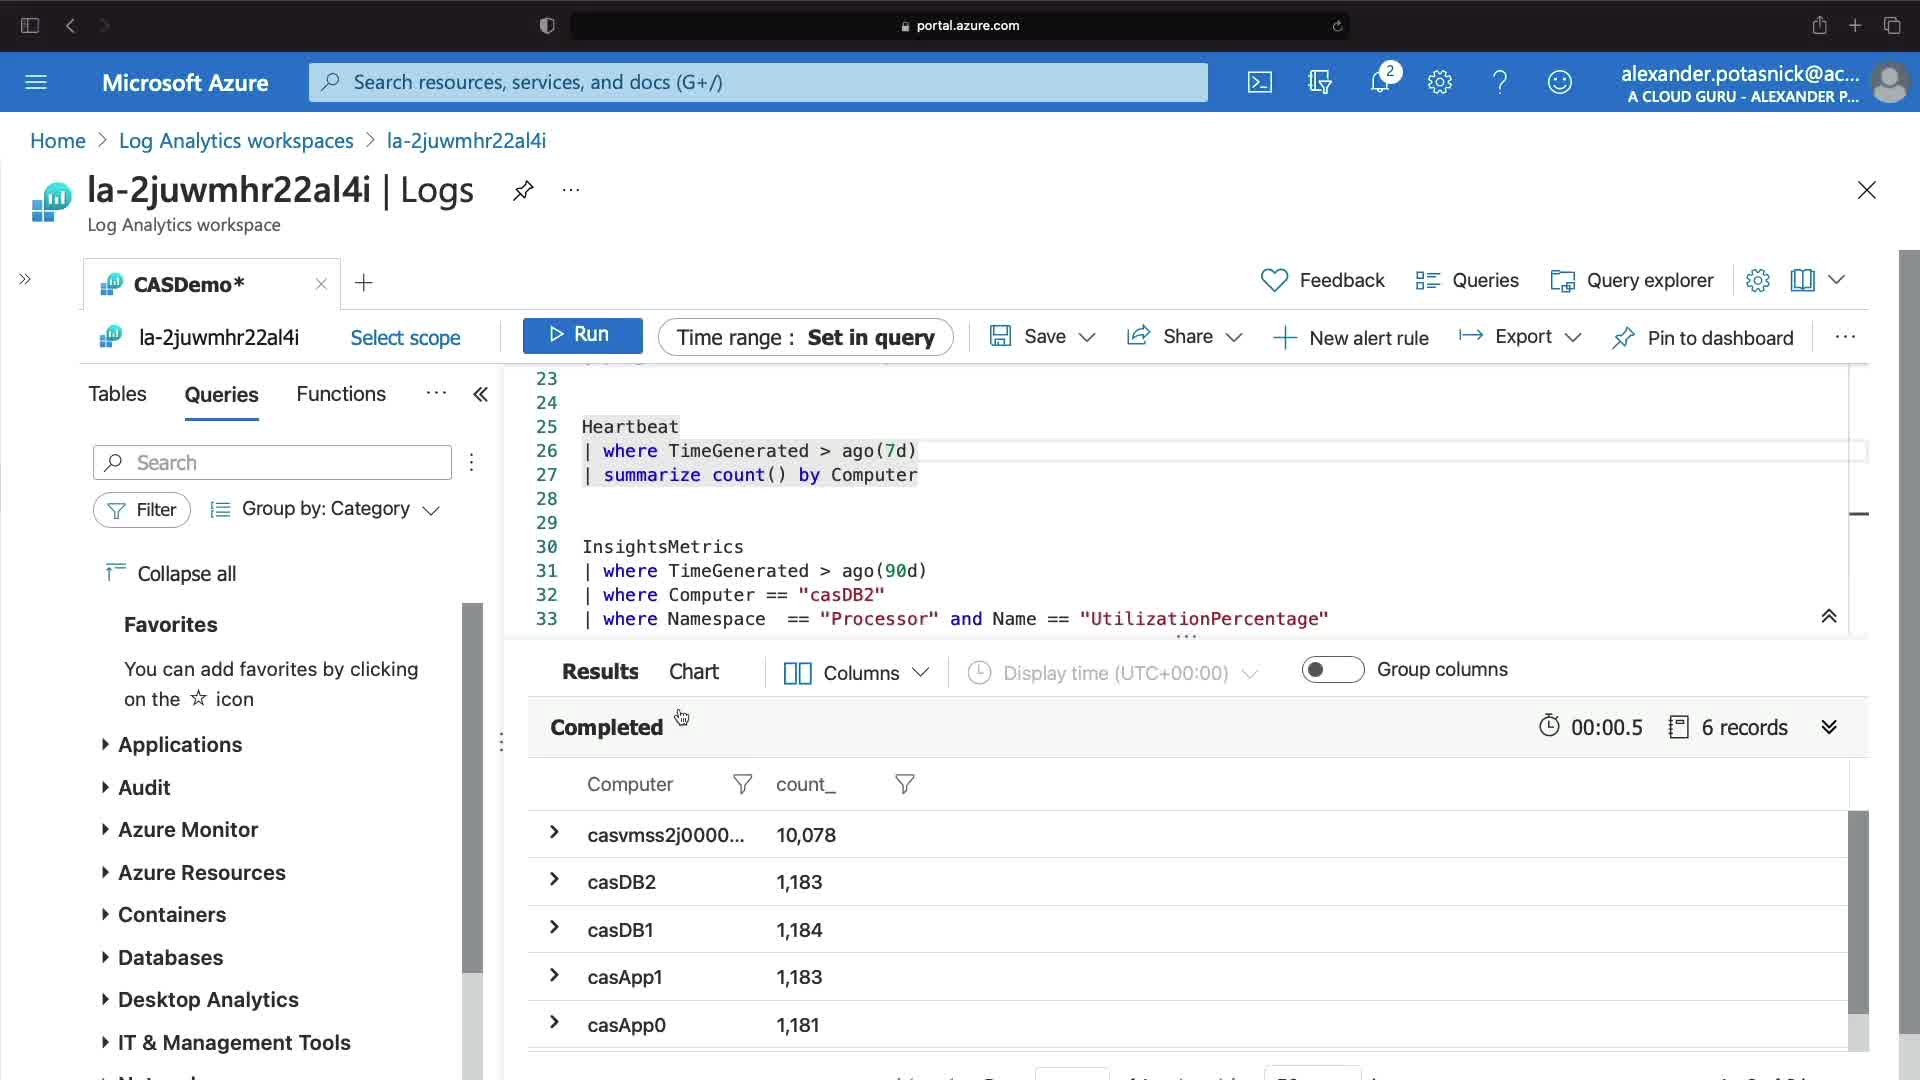 portal.azure.com
Microsoft Azure
Search resources, services, and docs (G+/)
2
alexander.potasnick@ac...
A CLOUD GURU - ALEXANDER P...
Home > Log Analytics workspaces > la-2juwmhr22al4i
la-2juwmhr22al4i | Logs
Log Analytics workspace
CASDemo*
Feedback
Queries
Query explorer
la-2juwmhr22al4i
Select scope
Run
Time range : Set in query
Save
Share
New alert rule
Export
Pin to dashboard
Tables
Queries
Functions
Search
Filter
Group by: Category
Collapse all
Favorites
You can add favorites by clicking
on the ☆ icon
Applications
Audit
Azure Monitor
Azure Resources
Containers
Databases
Desktop Analytics
IT & Management Tools
23
24
25 Heartbeat
26 | where TimeGenerated > ago(7d)
27 | summarize count() by Computer
28
29
30 InsightsMetrics
31 | where TimeGenerated > ago(90d)
32 | where Computer == "casDB2"
33 | where Namespace  == "Processor" and Name == "UtilizationPercentage"
Results
Chart
Columns
Display time (UTC+00:00)
Group columns
Completed
00:00.5
6 records
Computer count_
casvmss2j0000... 10,078
casDB2 1,183
casDB1 1,184
casApp1 1,183
casApp0 1,181